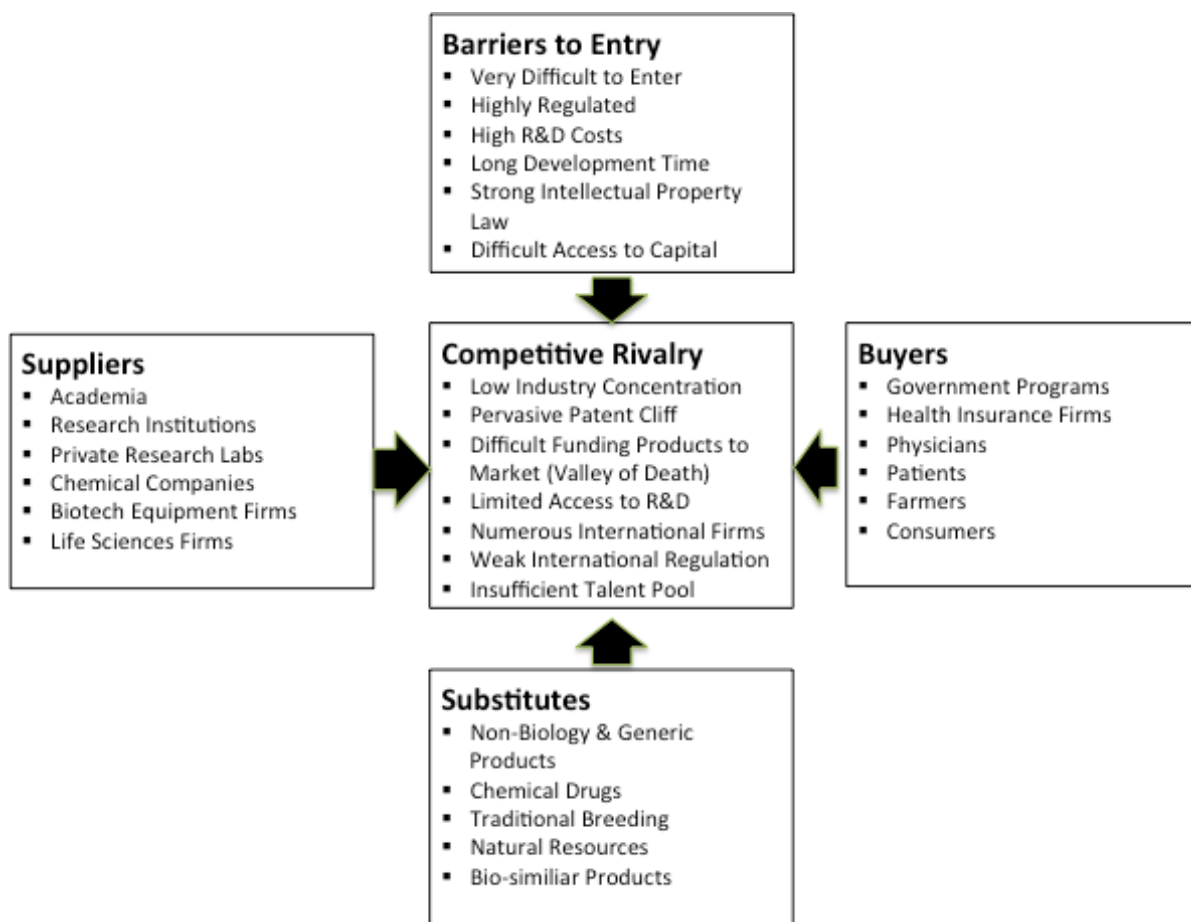 Barriers to Entry
▪ Very Difficult to Enter
▪ Highly Regulated
▪ High R&D Costs
▪ Long Development Time
▪ Strong Intellectual Property
Law
▪ Difficult Access to Capital
Suppliers
▪ Academia
▪ Research Institutions
▪ Private Research Labs
▪ Chemical Companies
▪ Biotech Equipment Firms
▪ Life Sciences Firms
Competitive Rivalry
▪ Low Industry Concentration
▪ Pervasive Patent Cliff
▪ Difficult Funding Products to
Market (Valley of Death)
▪ Limited Access to R&D
▪ Numerous International Firms
▪ Weak International Regulation
▪ Insufficient Talent Pool
Buyers
▪ Government Programs
▪ Health Insurance Firms
▪ Physicians
▪ Patients
▪ Farmers
▪ Consumers
Substitutes
▪ Non-Biology & Generic
Products
▪ Chemical Drugs
▪ Traditional Breeding
▪ Natural Resources
▪ Bio-similiar Products